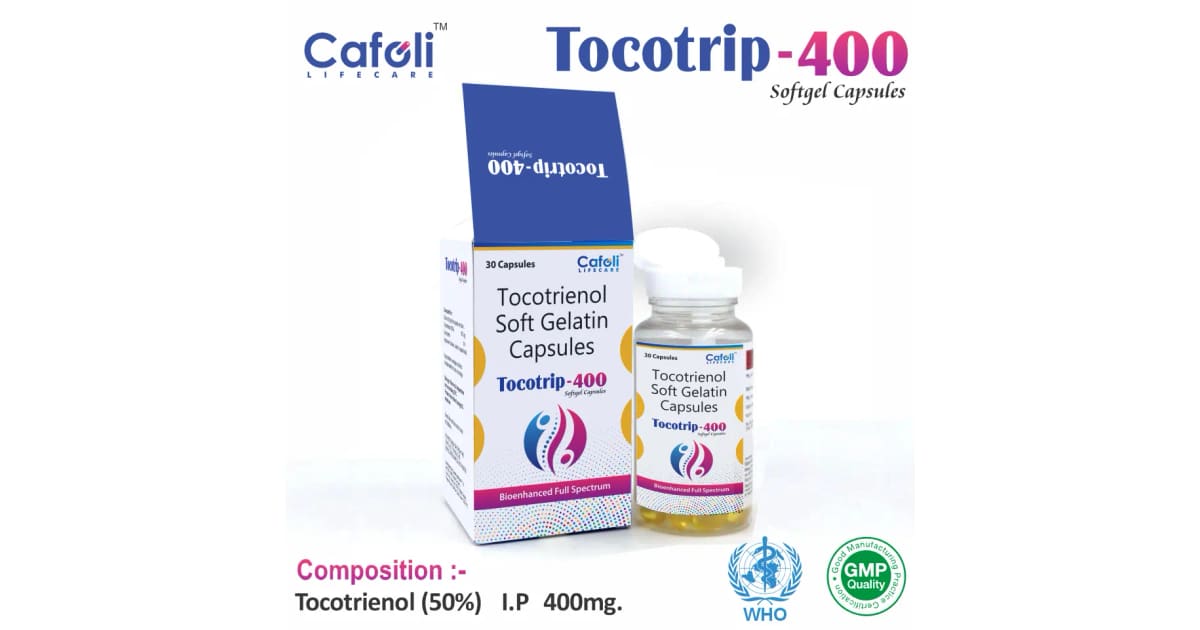 Cafoli™
LIFECARE
Tocotrip-400
Softgel Capsules
Tocotrip-400
Softgel Capsules
Tocotrip-400
30 Capsules
Cafoli
LIFECARE
Tocotrienol
Soft Gelatin
Capsules
Tocotrip-400
Softgel Capsules
Bioenhanced Full Spectrum
30 Capsules
Cafoli
LIFECARE
Tocotrienol
Soft Gelatin
Capsules
Tocotrip-400
Softgel Capsules
Bioenhanced Full Spectrum
Composition :-
Tocotrienol (50%) I.P 400mg.
WHO
Good Manufacturing
GMP
Quality
Practice Certification